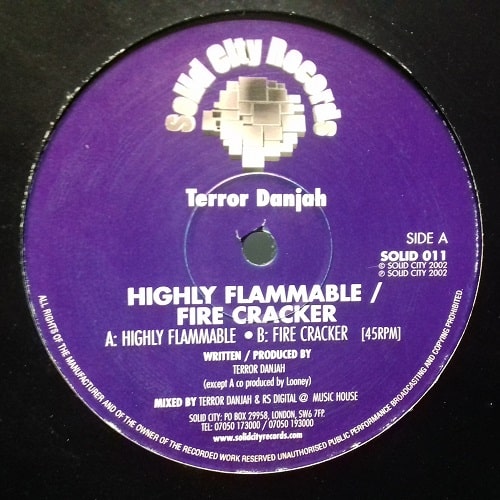 Solid City Records
Terror Danjah
SIDE A
SOLID 011
© SOLID CITY 2002
℗ SOLID CITY 2002
HIGHLY FLAMMABLE /
FIRE CRACKER
A: HIGHLY FLAMMABLE • B: FIRE CRACKER [45RPM]
WRITTEN / PRODUCED BY
TERROR DANJAH
(except A co produced by Looney)
MIXED BY TERROR DANJAH & RS DIGITAL @ MUSIC HOUSE
SOLID CITY: PO BOX 29958, LONDON, SW6 7FP.
TEL: 07050 173000 / 07050 193000
www.solidcityrecords.com
ALL RIGHTS OF THE MANUFACTURER AND OF THE OWNER OF THE RECORDED WORK RESERVED UNAUTHORISED PUBLIC PERFORMANCE BROADCASTING AND COPYING PROHIBITED.